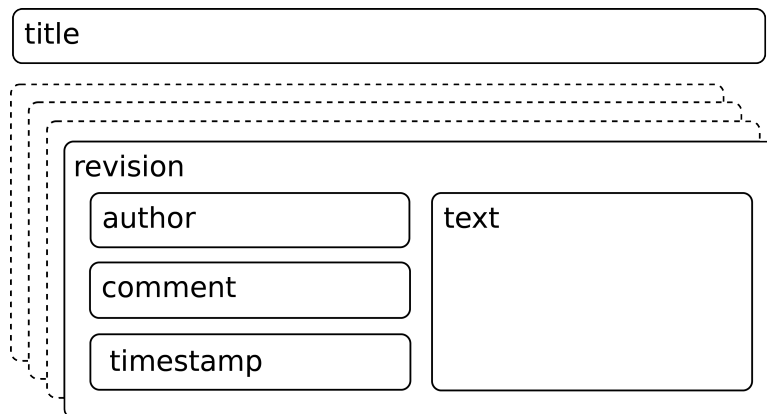 title
revision
author
text
comment
timestamp